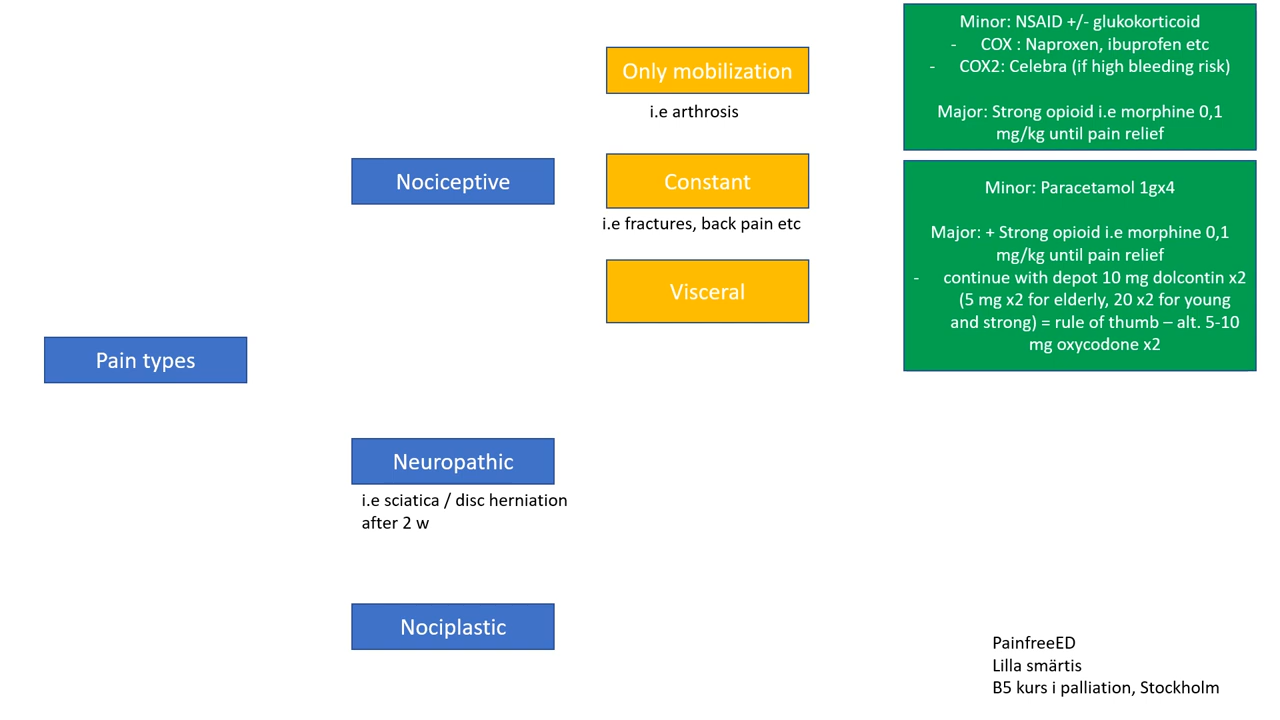 Pain types
Nociceptive
Only mobilization
i.e arthrosis
Constant
i.e fractures, back pain etc
Visceral
Minor: NSAID +/- glukokorticoid
- COX : Naproxen, ibuprofen etc
- COX2: Celebra (if high bleeding risk)
Major: Strong opioid i.e morphine 0,1
mg/kg until pain relief
Minor: Paracetamol 1gx4
Major: + Strong opioid i.e morphine 0,1
mg/kg until pain relief
- continue with depot 10 mg dolcontin x2
(5 mg x2 for elderly, 20 x2 for young
and strong) = rule of thumb – alt. 5-10
mg oxycodone x2
Neuropathic
i.e sciatica / disc herniation
after 2 w
Nociplastic
PainfreeED
Lilla smärtis
B5 kurs i palliation, Stockholm